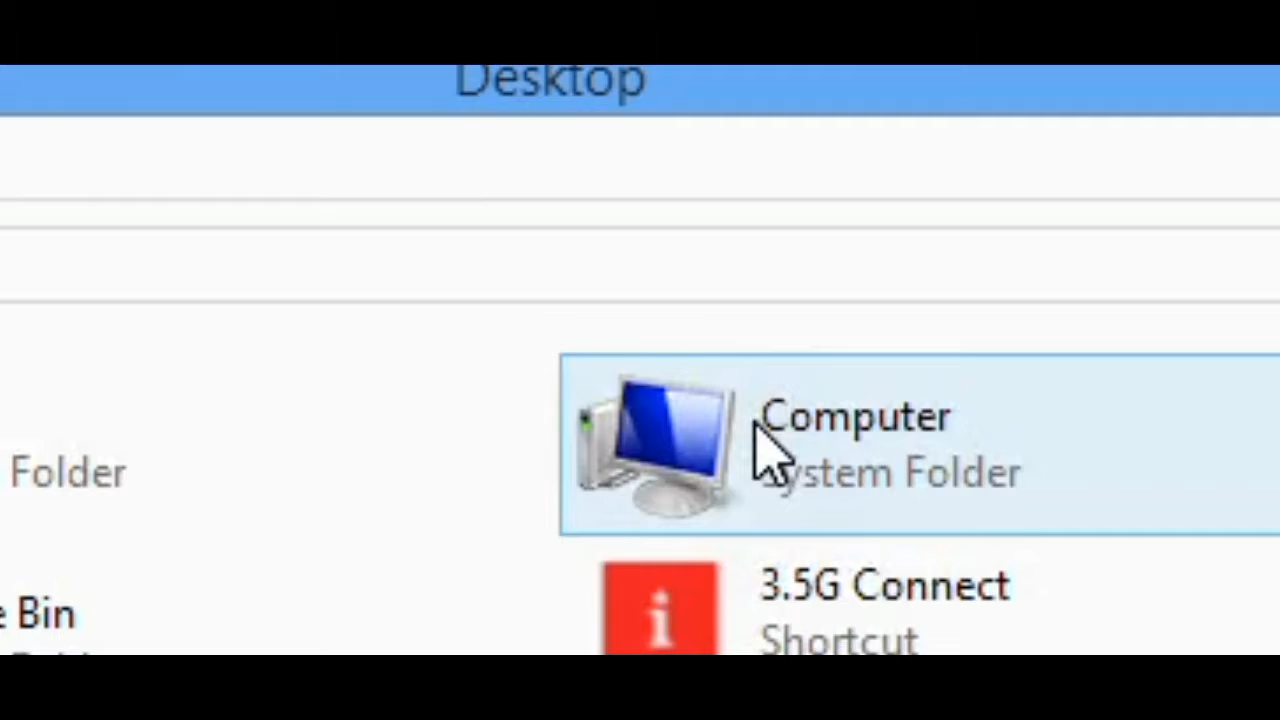 Desktop
Computer
System Folder
Folder
3.5G Connect
Shortcut
Bin